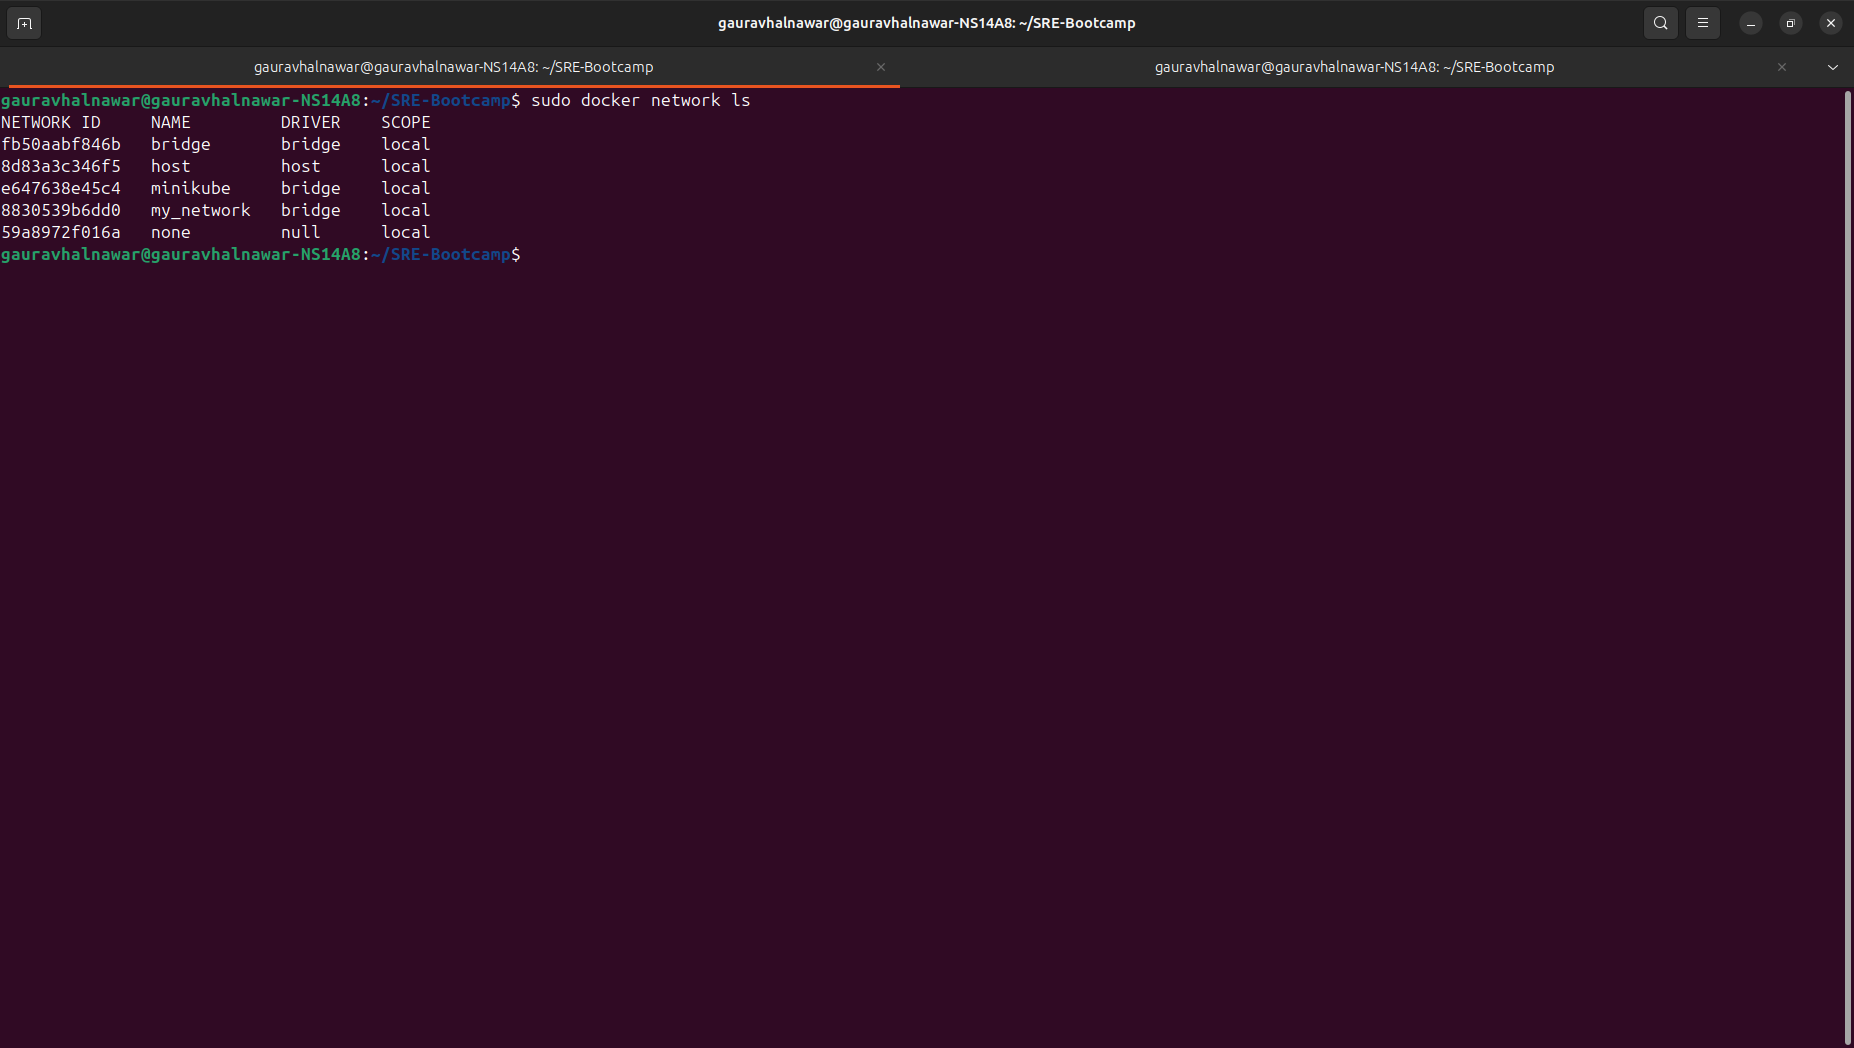 gauravhalnawar@gauravhalnawar-NS14A8: ~/SRE-Bootcamp
gauravhalnawar@gauravhalnawar-NS14A8: ~/SRE-Bootcamp
gauravhalnawar@gauravhalnawar-NS14A8: ~/SRE-Bootcamp
gauravhalnawar@gauravhalnawar-NS14A8:~/SRE-Bootcamp$ sudo docker network ls
NETWORK ID     NAME         DRIVER    SCOPE
fb50aabf846b   bridge       bridge    local
8d83a3c346f5   host         host      local
e647638e45c4   minikube     bridge    local
8830539b6dd0   my_network   bridge    local
59a8972f016a   none         null      local
gauravhalnawar@gauravhalnawar-NS14A8:~/SRE-Bootcamp$